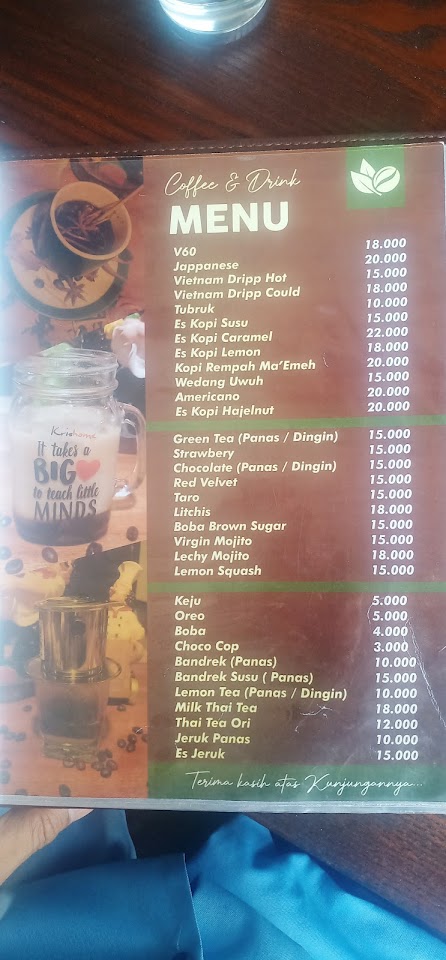 Coffee & Drink
MENU
V60 18.000
Jappanese 20.000
Vietnam Dripp Hot 15.000
Vietnam Dripp Could 18.000
Tubruk 10.000
Es Kopi Susu 15.000
Es Kopi Caramel 22.000
Es Kopi Lemon 18.000
Kopi Rempah Ma'Emeh 20.000
Wedang Uwuh 15.000
Americano 20.000
Es Kopi Hajelnut 20.000
Green Tea (Panas / Dingin) 15.000
Strawbery 15.000
Chocolate (Panas / Dingin) 15.000
Red Velvet 15.000
Taro 15.000
Litchis 18.000
Boba Brown Sugar 15.000
Virgin Mojito 15.000
Lechy Mojito 18.000
Lemon Squash 15.000
Keju 5.000
Oreo 5.000
Boba 4.000
Choco Cop 3.000
Bandrek (Panas) 10.000
Bandrek Susu ( Panas) 15.000
Lemon Tea (Panas / Dingin) 10.000
Milk Thai Tea 18.000
Thai Tea Ori 12.000
Jeruk Panas 10.000
Es Jeruk 15.000
Terima kasih atas Kunjungannya...
It takes a
BIG
to teach little
MINDS